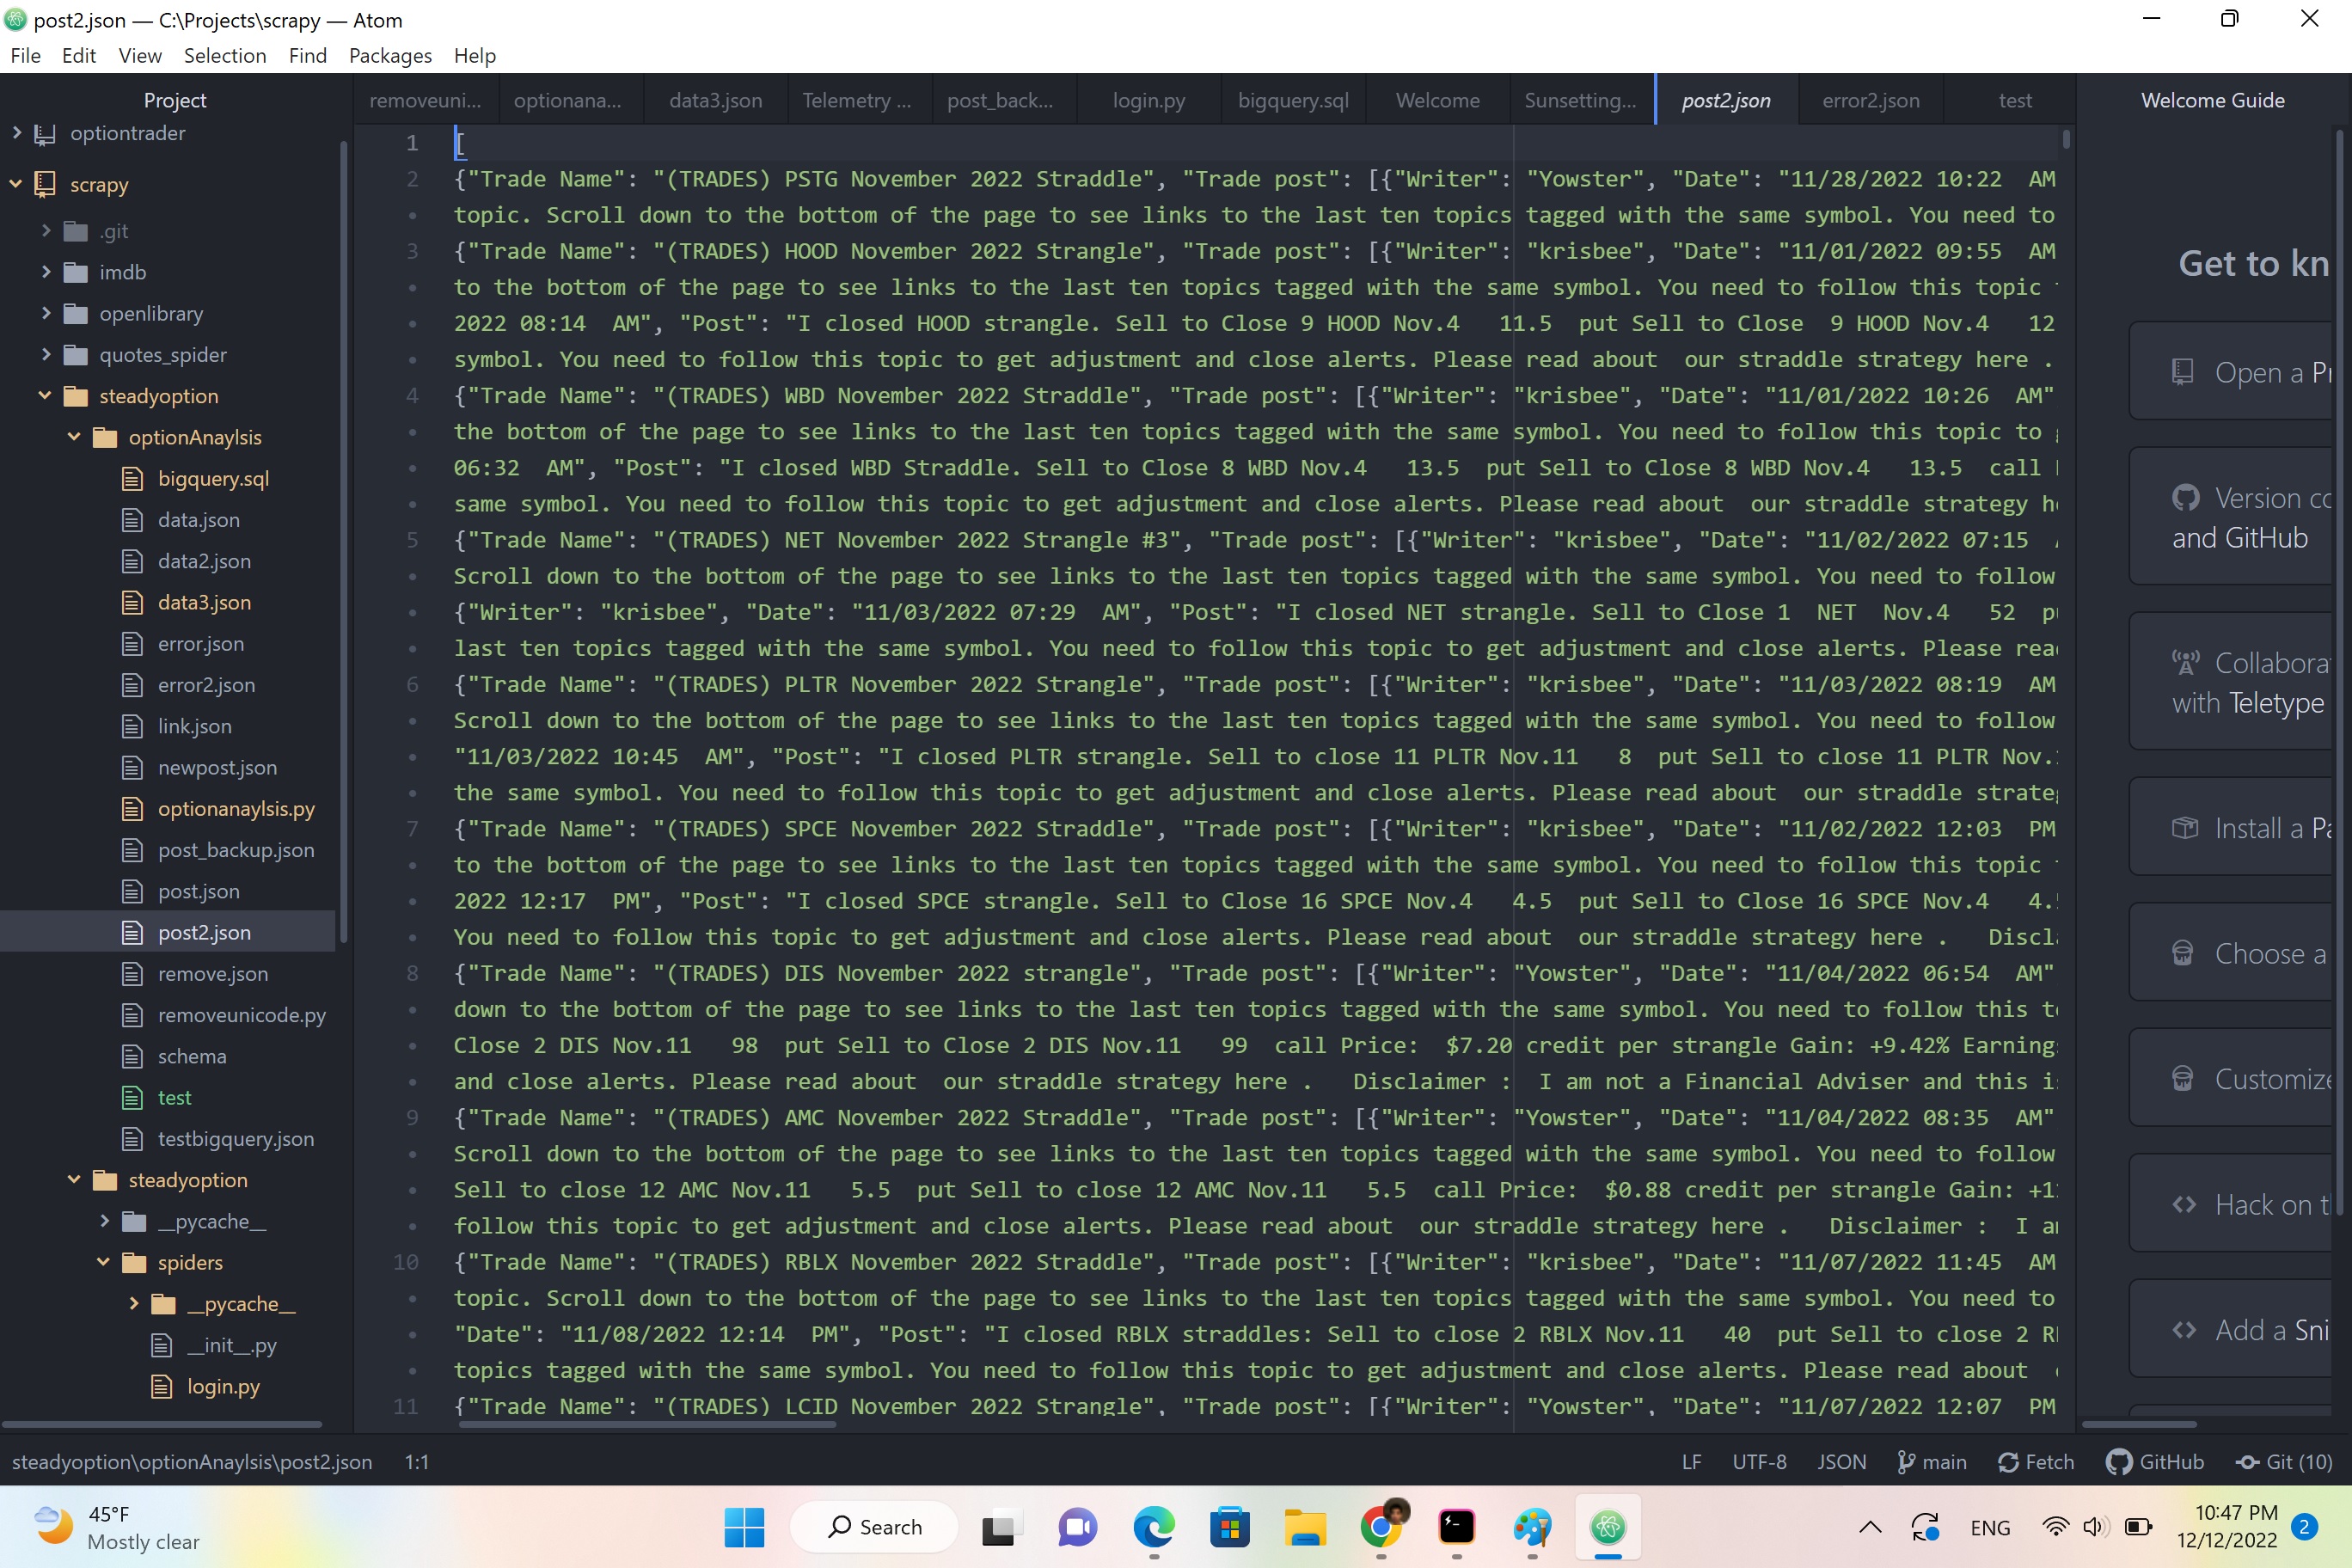 post2.json — C:\Projects\scrapy — Atom
File Edit View Selection Find Packages Help
Project
optiontrader
scrapy
.git
imdb
openlibrary
quotes_spider
steadyoption
optionAnaylsis
bigquery.sql
data.json
data2.json
data3.json
error.json
error2.json
link.json
newpost.json
optionanaylsis.py
post_backup.json
post.json
post2.json
remove.json
removeunicode.py
schema
test
testbigquery.json
steadyoption
__pycache__
spiders
__pycache__
__init__.py
login.py
removeuni... optionana... data3.json Telemetry ... post_back... login.py bigquery.sql Welcome Sunsetting... post2.json error2.json test
1 [
2 {"Trade Name": "(TRADES) PSTG November 2022 Straddle", "Trade post": [{"Writer": "Yowster", "Date": "11/28/2022 10:22  AM
• topic. Scroll down to the bottom of the page to see links to the last ten topics tagged with the same symbol. You need to
3 {"Trade Name": "(TRADES) HOOD November 2022 Strangle", "Trade post": [{"Writer": "krisbee", "Date": "11/01/2022 09:55  AM
• to the bottom of the page to see links to the last ten topics tagged with the same symbol. You need to follow this topic
• 2022 08:14  AM", "Post": "I closed HOOD strangle. Sell to Close 9 HOOD Nov.4   11.5  put Sell to Close  9 HOOD Nov.4   12
• symbol. You need to follow this topic to get adjustment and close alerts. Please read about  our straddle strategy here .
4 {"Trade Name": "(TRADES) WBD November 2022 Straddle", "Trade post": [{"Writer": "krisbee", "Date": "11/01/2022 10:26  AM"
• the bottom of the page to see links to the last ten topics tagged with the same symbol. You need to follow this topic to
• 06:32  AM", "Post": "I closed WBD Straddle. Sell to Close 8 WBD Nov.4   13.5  put Sell to Close 8 WBD Nov.4   13.5  call
• same symbol. You need to follow this topic to get adjustment and close alerts. Please read about  our straddle strategy
5 {"Trade Name": "(TRADES) NET November 2022 Strangle #3", "Trade post": [{"Writer": "krisbee", "Date": "11/02/2022 07:15
• Scroll down to the bottom of the page to see links to the last ten topics tagged with the same symbol. You need to follow
• {"Writer": "krisbee", "Date": "11/03/2022 07:29  AM", "Post": "I closed NET strangle. Sell to Close 1  NET  Nov.4   52
• last ten topics tagged with the same symbol. You need to follow this topic to get adjustment and close alerts. Please
6 {"Trade Name": "(TRADES) PLTR November 2022 Strangle", "Trade post": [{"Writer": "krisbee", "Date": "11/03/2022 08:19  AM
• Scroll down to the bottom of the page to see links to the last ten topics tagged with the same symbol. You need to follow
• "11/03/2022 10:45  AM", "Post": "I closed PLTR strangle. Sell to close 11 PLTR Nov.11   8  put Sell to close 11 PLTR Nov.
• the same symbol. You need to follow this topic to get adjustment and close alerts. Please read about  our straddle
7 {"Trade Name": "(TRADES) SPCE November 2022 Straddle", "Trade post": [{"Writer": "krisbee", "Date": "11/02/2022 12:03  PM
• to the bottom of the page to see links to the last ten topics tagged with the same symbol. You need to follow this topic
• 2022 12:17  PM", "Post": "I closed SPCE strangle. Sell to Close 16 SPCE Nov.4   4.5  put Sell to Close 16 SPCE Nov.4   4.
• You need to follow this topic to get adjustment and close alerts. Please read about  our straddle strategy here .   Discl
8 {"Trade Name": "(TRADES) DIS November 2022 strangle", "Trade post": [{"Writer": "Yowster", "Date": "11/04/2022 06:54  AM"
• down to the bottom of the page to see links to the last ten topics tagged with the same symbol. You need to follow this
• Close 2 DIS Nov.11   98  put Sell to Close 2 DIS Nov.11   99  call Price:  $7.20 credit per strangle Gain: +9.42% Earning
• and close alerts. Please read about  our straddle strategy here .   Disclaimer :  I am not a Financial Adviser and this
9 {"Trade Name": "(TRADES) AMC November 2022 Straddle", "Trade post": [{"Writer": "Yowster", "Date": "11/04/2022 08:35  AM"
• Scroll down to the bottom of the page to see links to the last ten topics tagged with the same symbol. You need to follow
• Sell to close 12 AMC Nov.11   5.5  put Sell to close 12 AMC Nov.11   5.5  call Price:  $0.88 credit per strangle Gain: +1
• follow this topic to get adjustment and close alerts. Please read about  our straddle strategy here .   Disclaimer :  I
10 {"Trade Name": "(TRADES) RBLX November 2022 Straddle", "Trade post": [{"Writer": "krisbee", "Date": "11/07/2022 11:45  AM
• topic. Scroll down to the bottom of the page to see links to the last ten topics tagged with the same symbol. You need to
• "Date": "11/08/2022 12:14  PM", "Post": "I closed RBLX straddles: Sell to close 2 RBLX Nov.11   40  put Sell to close 2
• topics tagged with the same symbol. You need to follow this topic to get adjustment and close alerts. Please read about
11 {"Trade Name": "(TRADES) LCID November 2022 Strangle", "Trade post": [{"Writer": "Yowster", "Date": "11/07/2022 12:07  PM
Welcome Guide
Get to kn
Open a P
Version co
and GitHub
Collabora
with Teletype
Install a Pa
Choose a
Customize
Hack on t
Add a Sni
steadyoption\optionAnaylsis\post2.json 1:1 LF UTF-8 JSON main Fetch GitHub Git (10)
45°F
Mostly clear
Search
ENG
10:47 PM
12/12/2022
2